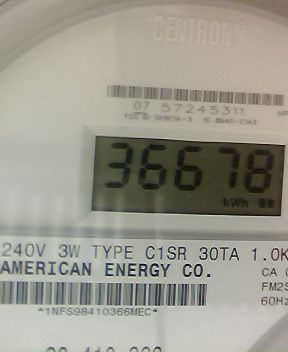 CENTRON
07 57245311
36678
kWh
240V 3W TYPE C1SR 30TA 1.0K
AMERICAN ENERGY CO.
CA
FM2S
60Hz
*1NFS98410366MEC*